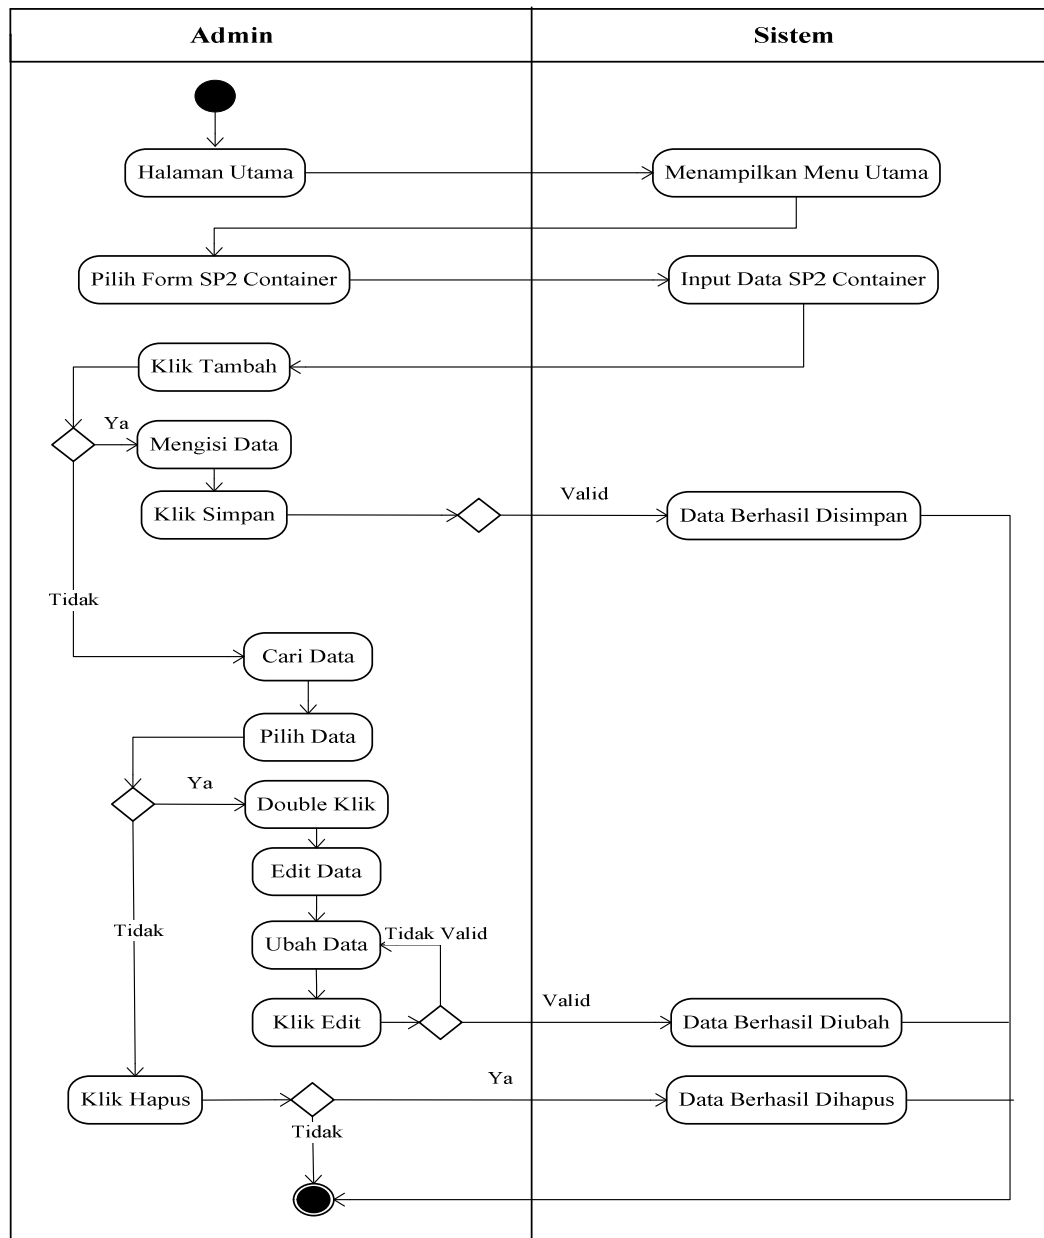 Admin
Sistem
Halaman Utama
Menampilkan Menu Utama
Pilih Form SP2 Container
Input Data SP2 Container
Klik Tambah
Ya
Mengisi Data
Klik Simpan
Valid
Data Berhasil Disimpan
Tidak
Cari Data
Pilih Data
Ya
Double Klik
Edit Data
Tidak
Ubah Data
Tidak Valid
Klik Edit
Valid
Data Berhasil Diubah
Klik Hapus
Ya
Data Berhasil Dihapus
Tidak